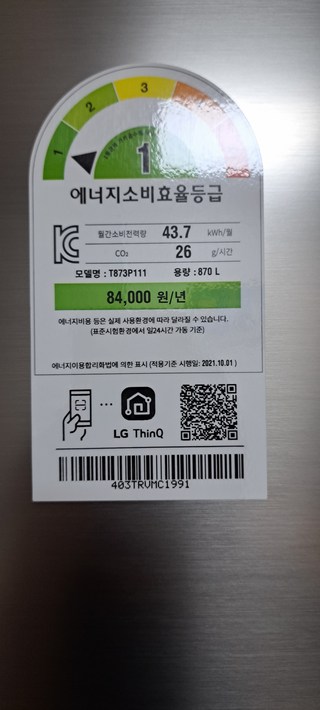 1 2 3
1
에너지소비효율등급
월간소비전력량 43.7 kWh/월
CO₂ 26 g/시간
모델명 : T873P111 용량 : 870 L
84,000 원/년
에너지비용 등은 실제 사용환경에 따라 달라질 수 있습니다.
(표준시험환경에서 일24시간 가동 기준)
에너지이용합리화법에 의한 표시 (적용기준 시행일: 2021.10.01 )
LG ThinQ
403TRVMC1991